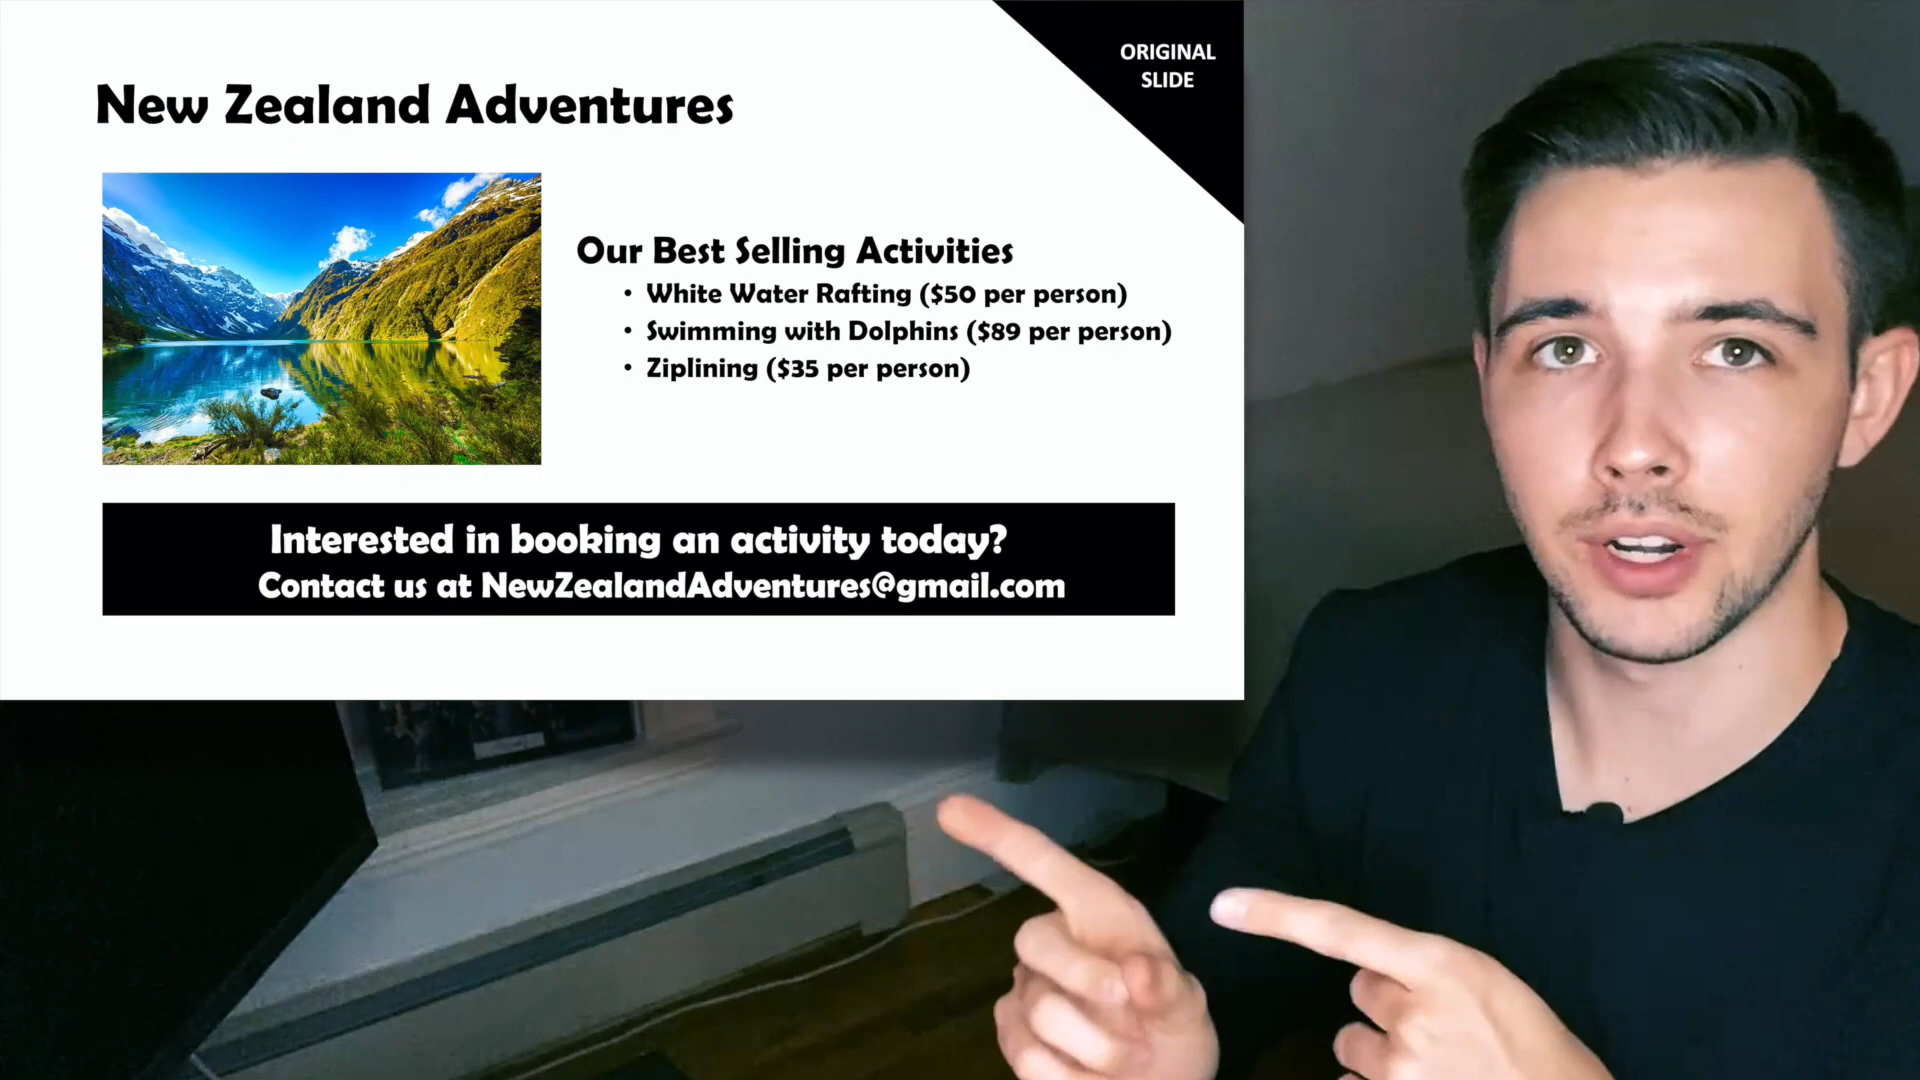 ORIGINAL
SLIDE
New Zealand Adventures
Our Best Selling Activities
• White Water Rafting ($50 per person)
• Swimming with Dolphins ($89 per person)
• Ziplining ($35 per person)
Interested in booking an activity today?
Contact us at NewZealandAdventures@gmail.com